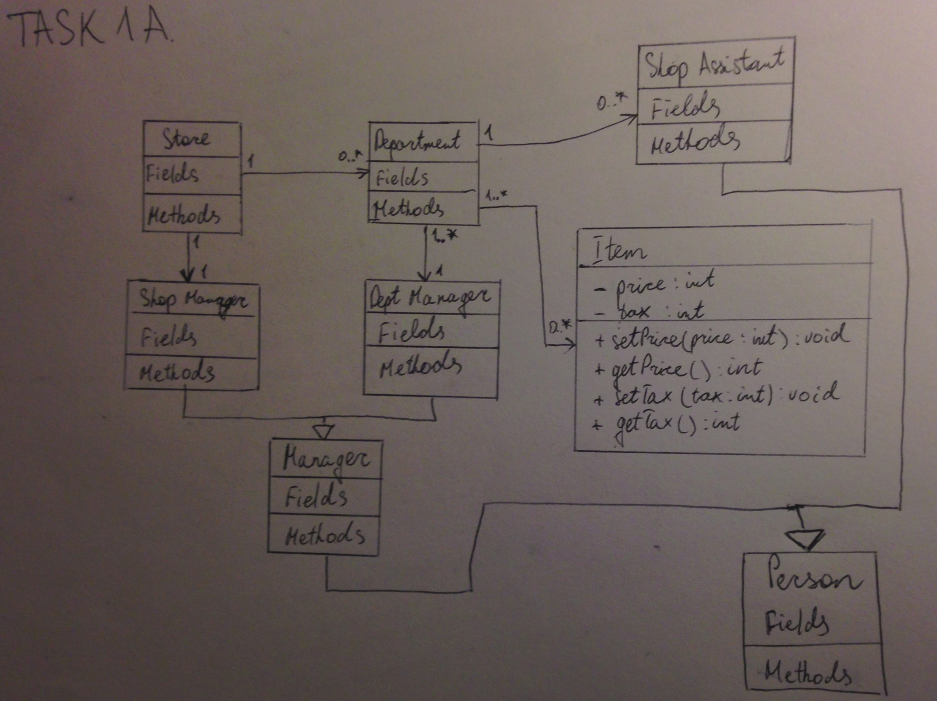 TASK 1A.
Shop Assistant
Fields
Methods
0..*
Store
Fields
Methods
1
0..*
Department
Fields
Methods
1
1..*
1
1
1..*
1
Item
- price : int
- tax : int
+ setPrice(price : int) : void
+ getPrice() : int
+ setTax (tax : int) : void
+ getTax() : int
0..*
Shop Manager
Fields
Methods
Dept Manager
Fields
Methods
Manager
Fields
Methods
Person
Fields
Methods